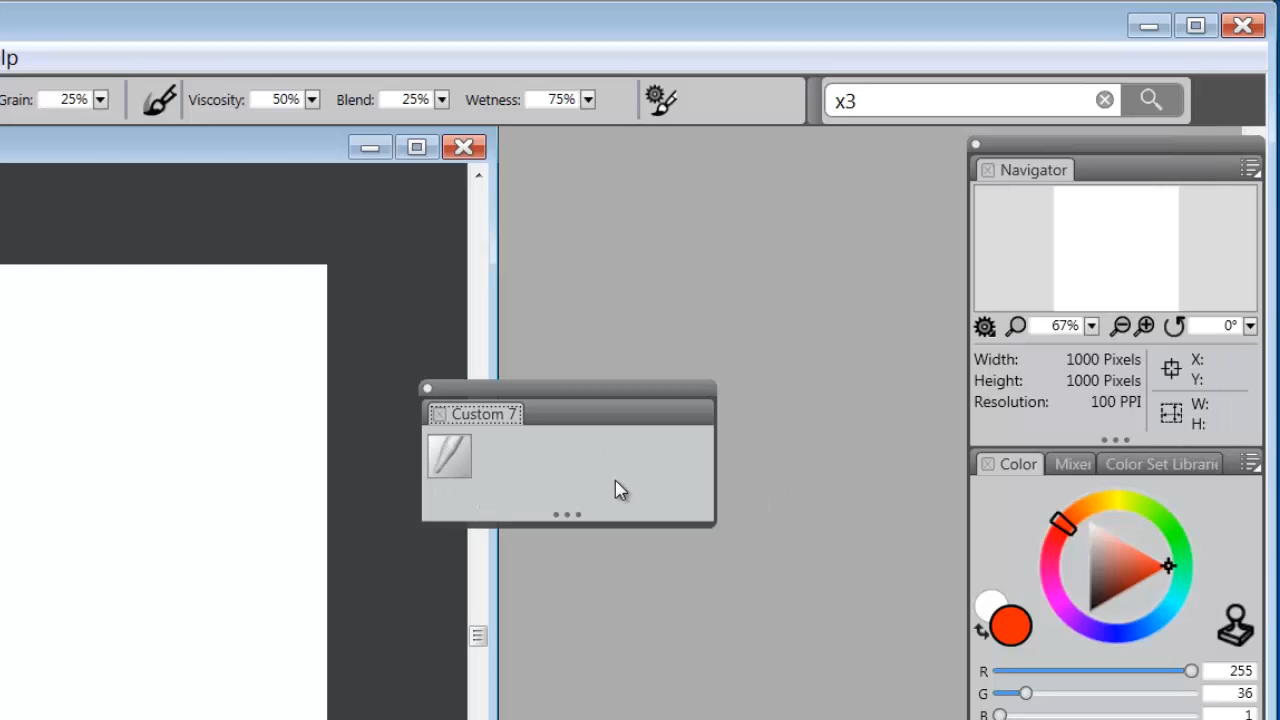 lp
Grain: 25% Viscosity: 50% Blend: 25% Wetness: 75% x3
Navigator
67% 0°
Width: 1000 Pixels X:
Height: 1000 Pixels Y:
Resolution: 100 PPI W:
H:
Custom 7
Color Mixer Color Set Librari
R 255
G 36
B 1